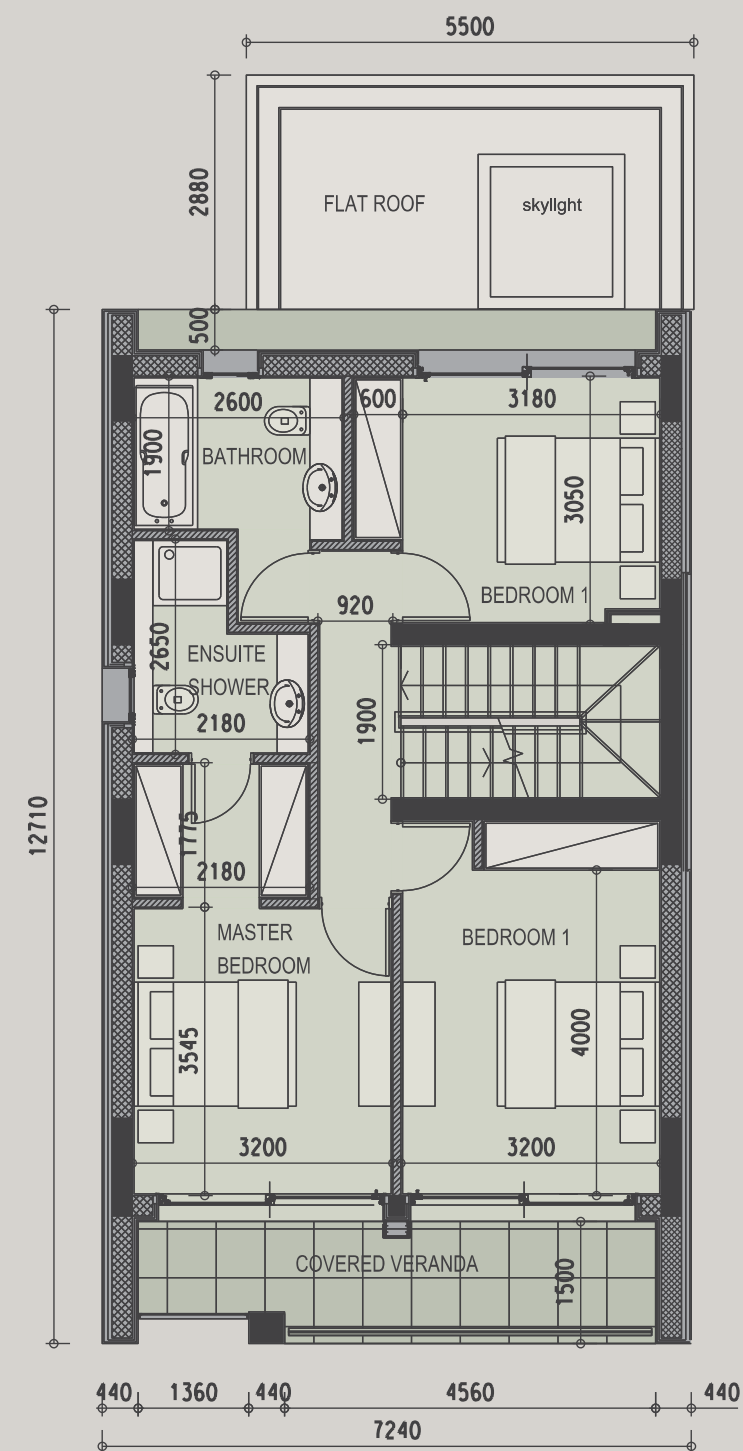 5500
2880
FLAT ROOF
skylight
500
2600
600
3180
1900
BATHROOM
3050
BEDROOM 1
920
2650
ENSUITE
SHOWER
2180
1900
12710
1775
2180
MASTER
BEDROOM
BEDROOM 1
3545
4000
3200
3200
COVERED VERANDA
1500
440
1360
440
4560
440
7240